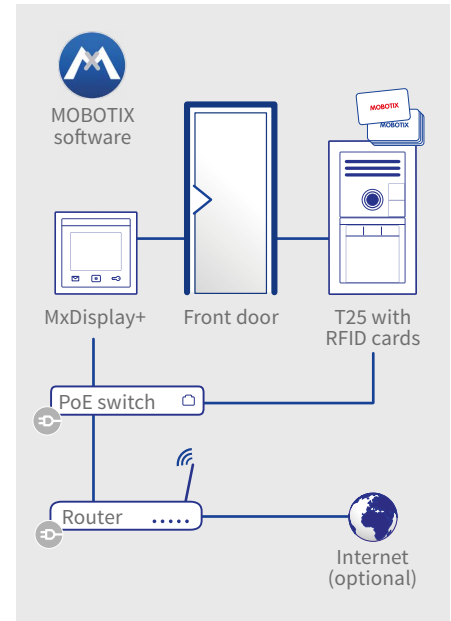 MOBOTIX
software
MOBOTIX
MOBOTIX
MxDisplay+
Front door
T25 with
RFID cards
PoE switch
Router
Internet
(optional)